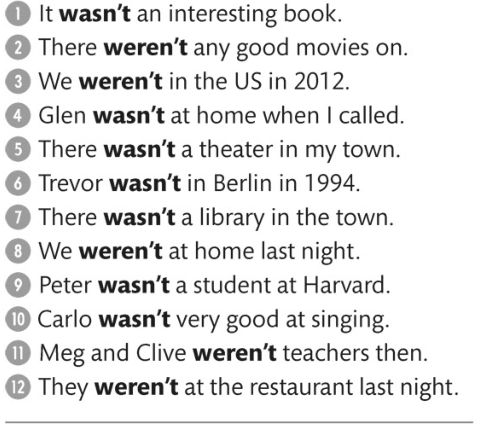 1 It wasn't an interesting book.
2 There weren't any good movies on.
3 We weren't in the US in 2012.
4 Glen wasn't at home when I called.
5 There wasn't a theater in my town.
6 Trevor wasn't in Berlin in 1994.
7 There wasn't a library in the town.
8 We weren't at home last night.
9 Peter wasn't a student at Harvard.
10 Carlo wasn't very good at singing.
11 Meg and Clive weren't teachers then.
12 They weren't at the restaurant last night.